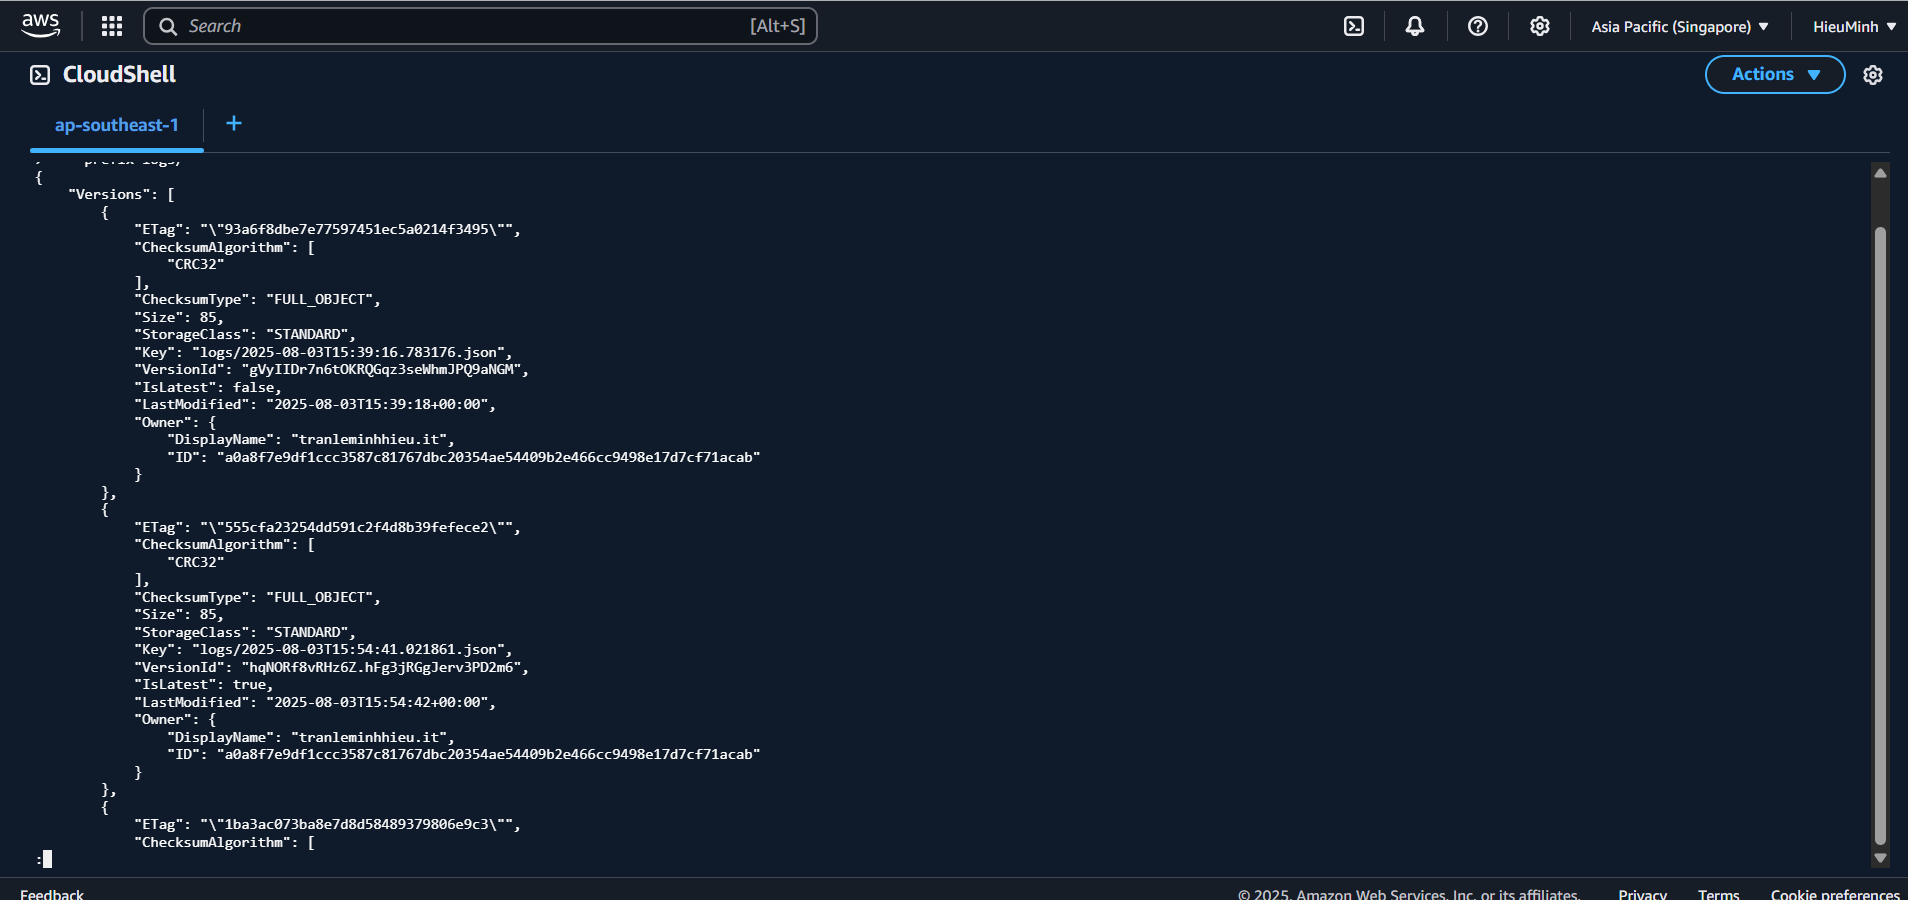 aws
Search [Alt+S]
Asia Pacific (Singapore)
HieuMinh
CloudShell
Actions
ap-southeast-1
+
{
"Versions": [
{
"ETag": "\"93a6f8dbe7e77597451ec5a0214f3495\"",
"ChecksumAlgorithm": [
"CRC32"
],
"ChecksumType": "FULL_OBJECT",
"Size": 85,
"StorageClass": "STANDARD",
"Key": "logs/2025-08-03T15:39:16.783176.json",
"VersionId": "gVyIIDr7n6tOKRQGqz3seWhmJPQ9aNGM",
"IsLatest": false,
"LastModified": "2025-08-03T15:39:18+00:00",
"Owner": {
"DisplayName": "tranleminhhieu.it",
"ID": "a0a8f7e9df1ccc3587c81767dbc20354ae54409b2e466cc9498e17d7cf71acab"
}
},
{
"ETag": "\"555cfa23254dd591c2f4d8b39fefece2\"",
"ChecksumAlgorithm": [
"CRC32"
],
"ChecksumType": "FULL_OBJECT",
"Size": 85,
"StorageClass": "STANDARD",
"Key": "logs/2025-08-03T15:54:41.021861.json",
"VersionId": "hqNORf8vRHz6Z.hFg3jRGgJerv3PD2m6",
"IsLatest": true,
"LastModified": "2025-08-03T15:54:42+00:00",
"Owner": {
"DisplayName": "tranleminhhieu.it",
"ID": "a0a8f7e9df1ccc3587c81767dbc20354ae54409b2e466cc9498e17d7cf71acab"
}
},
{
"ETag": "\"1ba3ac073ba8e7d8d58489379806e9c3\"",
"ChecksumAlgorithm": [
:
Feedback
© 2025, Amazon Web Services, Inc. or its affiliates.
Privacy
Terms
Cookie preferences